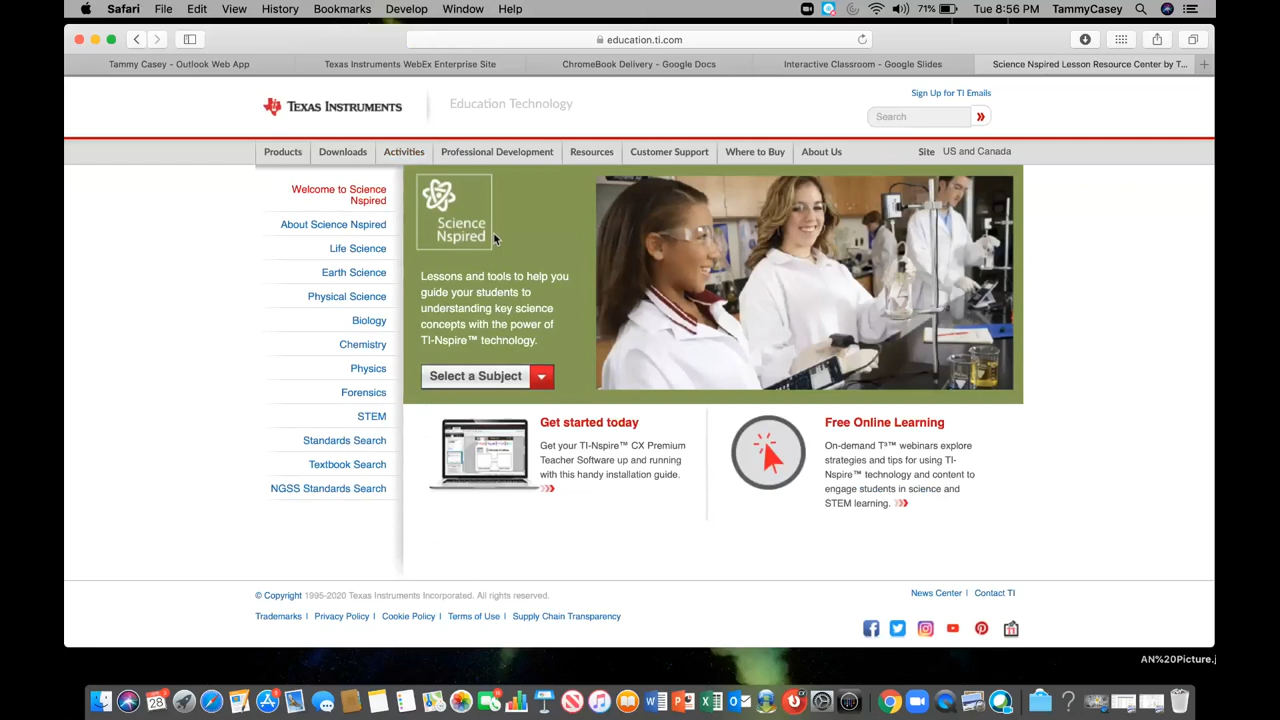 Safari File Edit View History Bookmarks Develop Window Help 71% Tue 8:56 PM TammyCasey
education.ti.com
Tammy Casey - Outlook Web App Texas Instruments WebEx Enterprise Site ChromeBook Delivery - Google Docs Interactive Classroom - Google Slides Science Nspired Lesson Resource Center by T...
Sign Up for TI Emails
TEXAS INSTRUMENTS Education Technology
Search
Products Downloads Activities Professional Development Resources Customer Support Where to Buy About Us Site US and Canada
Welcome to Science
Nspired
About Science Nspired
Life Science
Earth Science
Physical Science
Biology
Chemistry
Physics
Forensics
STEM
Standards Search
Textbook Search
NGSS Standards Search
Science
Nspired
Lessons and tools to help you
guide your students to
understanding key science
concepts with the power of
TI-Nspire™ technology.
Select a Subject
Get started today
Get your TI-Nspire™ CX Premium
Teacher Software up and running
with this handy installation guide.
Free Online Learning
On-demand T³™ webinars explore
strategies and tips for using TI-
Nspire™ technology and content to
engage students in science and
STEM learning.
© Copyright 1995-2020 Texas Instruments Incorporated. All rights reserved.
News Center | Contact TI
Trademarks | Privacy Policy | Cookie Policy | Terms of Use | Supply Chain Transparency
AN%20Picture.j
28